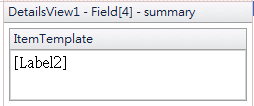 DetailsView1 - Field[4] - summary
ItemTemplate
[Label2]